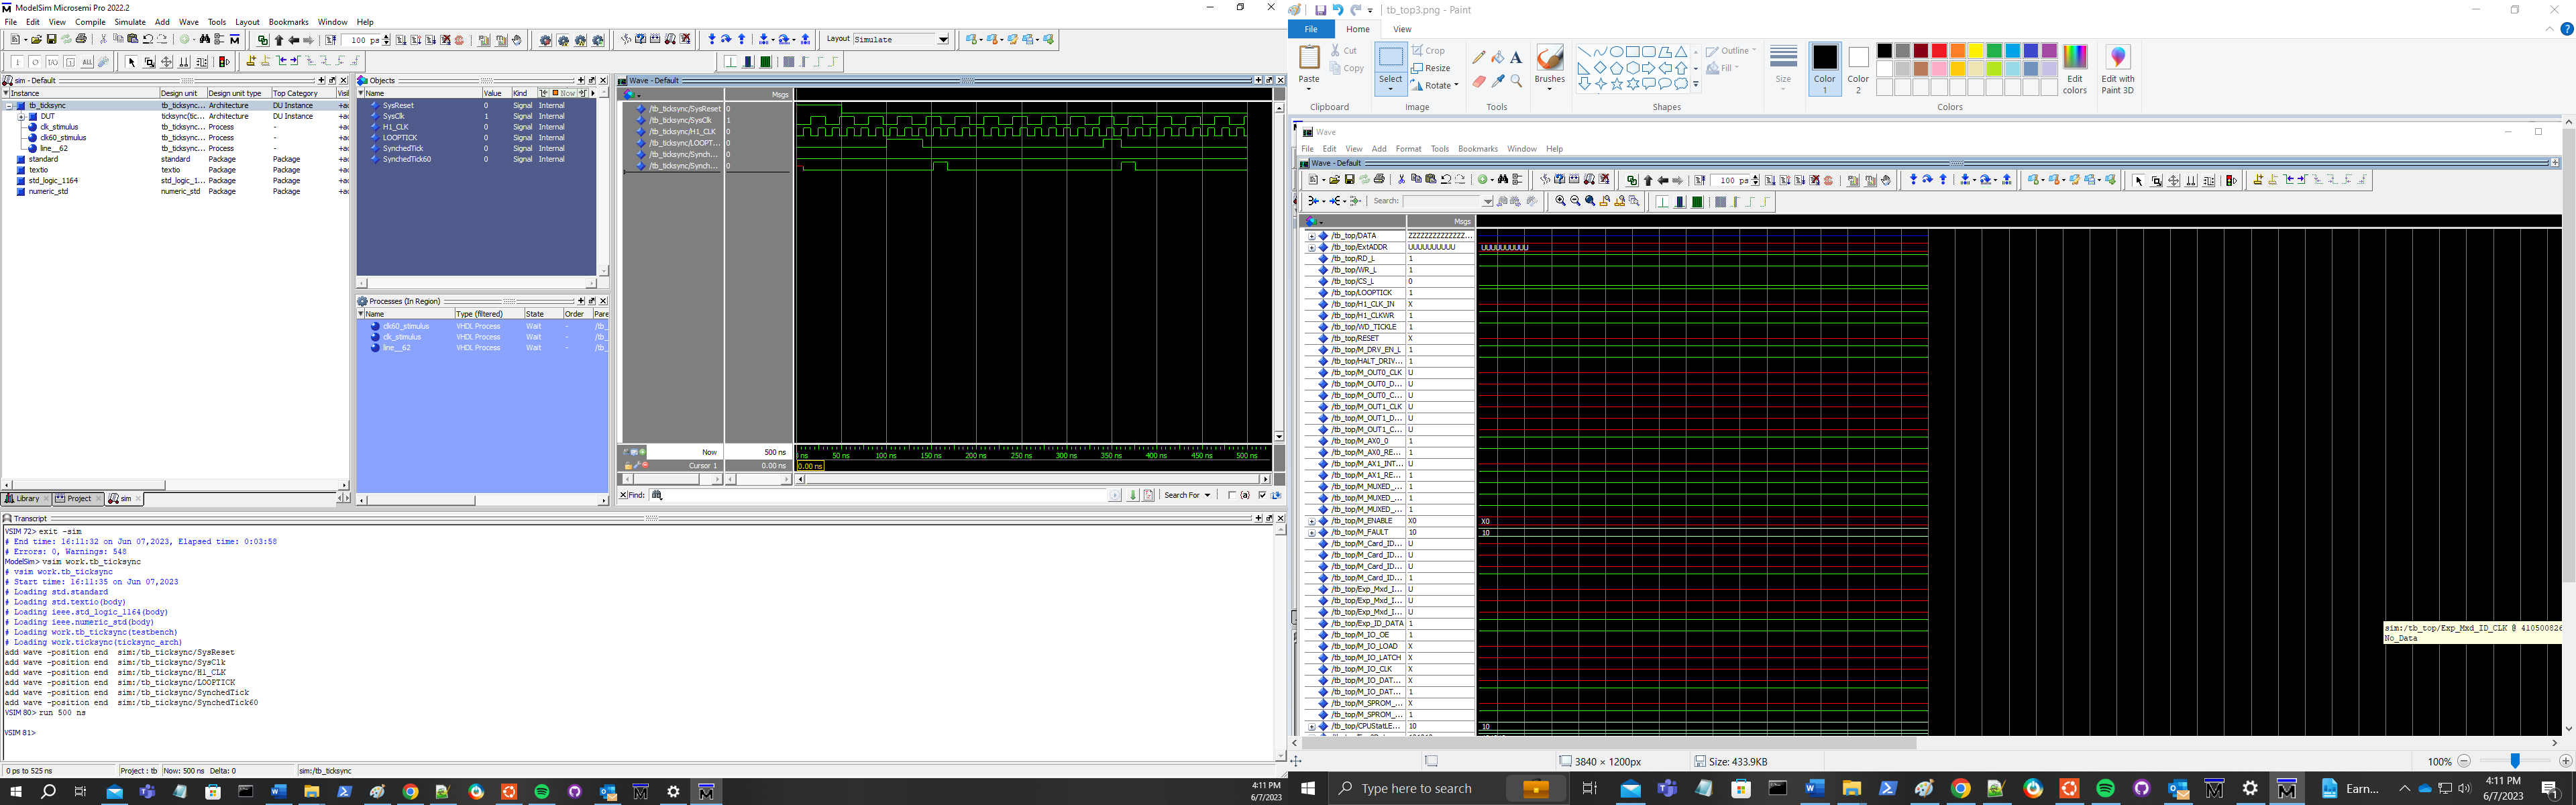 ModelSim Microsemi Pro 2022.2
File Edit View Compile Simulate Add Wave Tools Layout Bookmarks Window Help
100 ps
Layout Simulate
sim - Default
Instance Design unit Design unit type Top Category Visil
tb_ticksync tb_ticksync... Architecture DU Instance +ac
DUT ticksync(tic... Architecture DU Instance +ac
clk_stimulus tb_ticksync... Process - +ac
clk60_stimulus tb_ticksync... Process - +ac
line__62 tb_ticksync... Process - +ac
standard standard Package Package +ac
textio textio Package Package +ac
std_logic_1164 std_logic_1... Package Package +ac
numeric_std numeric_std Package Package +ac
Library Project sim
Objects
Name Value Kind Mode Now
SysReset 0 Signal Internal
SysClk 1 Signal Internal
H1_CLK 0 Signal Internal
LOOPTICK 0 Signal Internal
SynchedTick 0 Signal Internal
SynchedTick60 0 Signal Internal
Processes (In Region)
Name Type (filtered) State Order Pare
clk60_stimulus VHDL Process Wait - /tb_
clk_stimulus VHDL Process Wait - /tb_
line__62 VHDL Process Wait - /tb_
Wave - Default
Msgs
/tb_ticksync/SysReset 0
/tb_ticksync/SysClk 1
/tb_ticksync/H1_CLK 0
/tb_ticksync/LOOPT... 0
/tb_ticksync/Synch... 0
/tb_ticksync/Synch... 0
Now 500 ns
ns 50 ns 100 ns 150 ns 200 ns 250 ns 300 ns 350 ns 400 ns 450 ns 500 ns
Cursor 1 0.00 ns
0.00 ns
Find: Search For
Transcript
VSIM 72> exit -sim
# End time: 16:11:32 on Jun 07,2023, Elapsed time: 0:03:58
# Errors: 0, Warnings: 548
ModelSim> vsim work.tb_ticksync
# vsim work.tb_ticksync
# Start time: 16:11:35 on Jun 07,2023
# Loading std.standard
# Loading std.textio(body)
# Loading ieee.std_logic_1164(body)
# Loading ieee.numeric_std(body)
# Loading work.tb_ticksync(testbench)
# Loading work.ticksync(ticksync_arch)
add wave -position end sim:/tb_ticksync/SysReset
add wave -position end sim:/tb_ticksync/SysClk
add wave -position end sim:/tb_ticksync/H1_CLK
add wave -position end sim:/tb_ticksync/LOOPTICK
add wave -position end sim:/tb_ticksync/SynchedTick
add wave -position end sim:/tb_ticksync/SynchedTick60
VSIM 80> run 500 ns
VSIM 81>
0 ps to 525 ns Project : tb Now: 500 ns Delta: 0 sim:/tb_ticksync
4:11 PM
6/7/2023
tb_top3.png - Paint
File Home View
Paste Cut Copy
Clipboard
Select Crop Resize Rotate
Image
Tools
Brushes
Shapes
Outline Fill
Size
Color 1
Color 2
Edit colors
Colors
Edit with Paint 3D
Wave
File Edit View Add Format Tools Bookmarks Window Help
Wave - Default
100 ps
Search:
Msgs
/tb_top/DATA ZZZZZZZZZZZZZZ...
/tb_top/ExtADDR UUUUUUUUUU UUUUUUUUUU
/tb_top/RD_L 1
/tb_top/WR_L 1
/tb_top/CS_L 0
/tb_top/LOOPTICK 1
/tb_top/H1_CLK_IN X
/tb_top/H1_CLKWR 1
/tb_top/WD_TICKLE 1
/tb_top/RESET X
/tb_top/M_DRV_EN_L 1
/tb_top/HALT_DRIV... 1
/tb_top/M_OUT0_CLK U
/tb_top/M_OUT0_D... U
/tb_top/M_OUT0_C... U
/tb_top/M_OUT1_CLK U
/tb_top/M_OUT1_D... U
/tb_top/M_OUT1_C... U
/tb_top/M_AX0_0 1
/tb_top/M_AX0_RE... 1
/tb_top/M_AX1_INT... U
/tb_top/M_AX1_RE... 1
/tb_top/M_MUXED_... 1
/tb_top/M_MUXED_... 1
/tb_top/M_MUXED_... 1
/tb_top/M_ENABLE X0 X0
/tb_top/M_FAULT 10 10
/tb_top/M_Card_ID... U
/tb_top/M_Card_ID... U
/tb_top/M_Card_ID... U
/tb_top/M_Card_ID... 1
/tb_top/Exp_Mxd_I... U
/tb_top/Exp_Mxd_I... U
/tb_top/Exp_Mxd_I... U
/tb_top/Exp_ID_DATA 1
/tb_top/M_IO_OE 1
/tb_top/M_IO_LOAD X
/tb_top/M_IO_LATCH X
/tb_top/M_IO_CLK X
/tb_top/M_IO_DAT... X
/tb_top/M_IO_DAT... 1
/tb_top/M_SPROM_... X
/tb_top/M_SPROM_... 1
/tb_top/CPUStatLE... 10 10
sim:/tb_top/Exp_Mxd_ID_CLK @ 410500826
No_Data
3840 × 1200px Size: 433.9KB 100%
Type here to search
Earn...
4:11 PM
6/7/2023